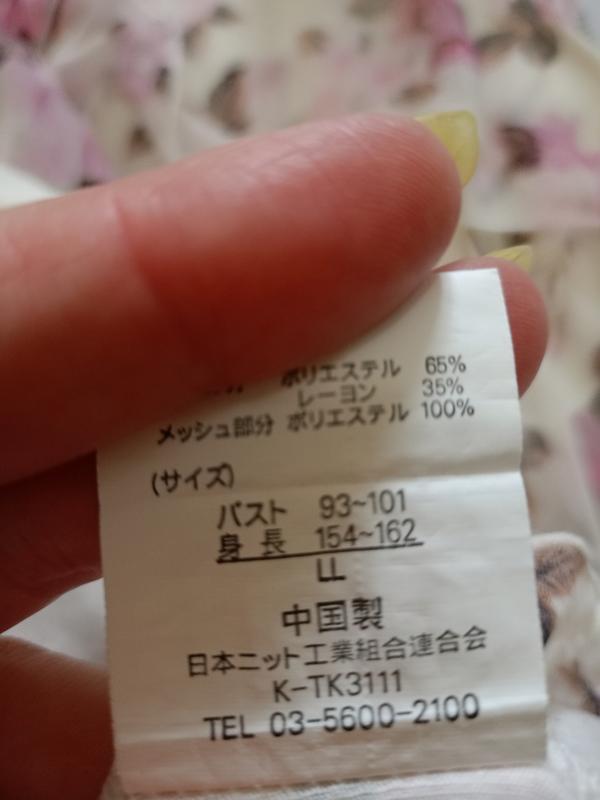 ポリエステル 65%
レーヨン 35%
メッシュ部分 ポリエステル 100%
(サイズ)
バスト 93~101
身長 154~162
LL
中国製
日本ニット工業組合連合会
K-TK3111
TEL 03-5600-2100